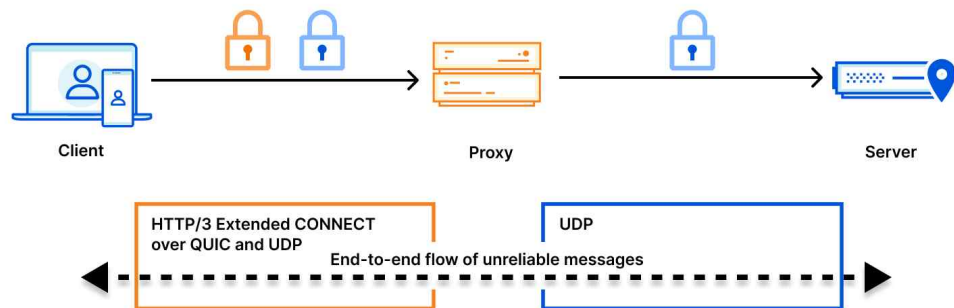 Client
Proxy
Server
HTTP/3 Extended CONNECT
over QUIC and UDP
UDP
End-to-end flow of unreliable messages